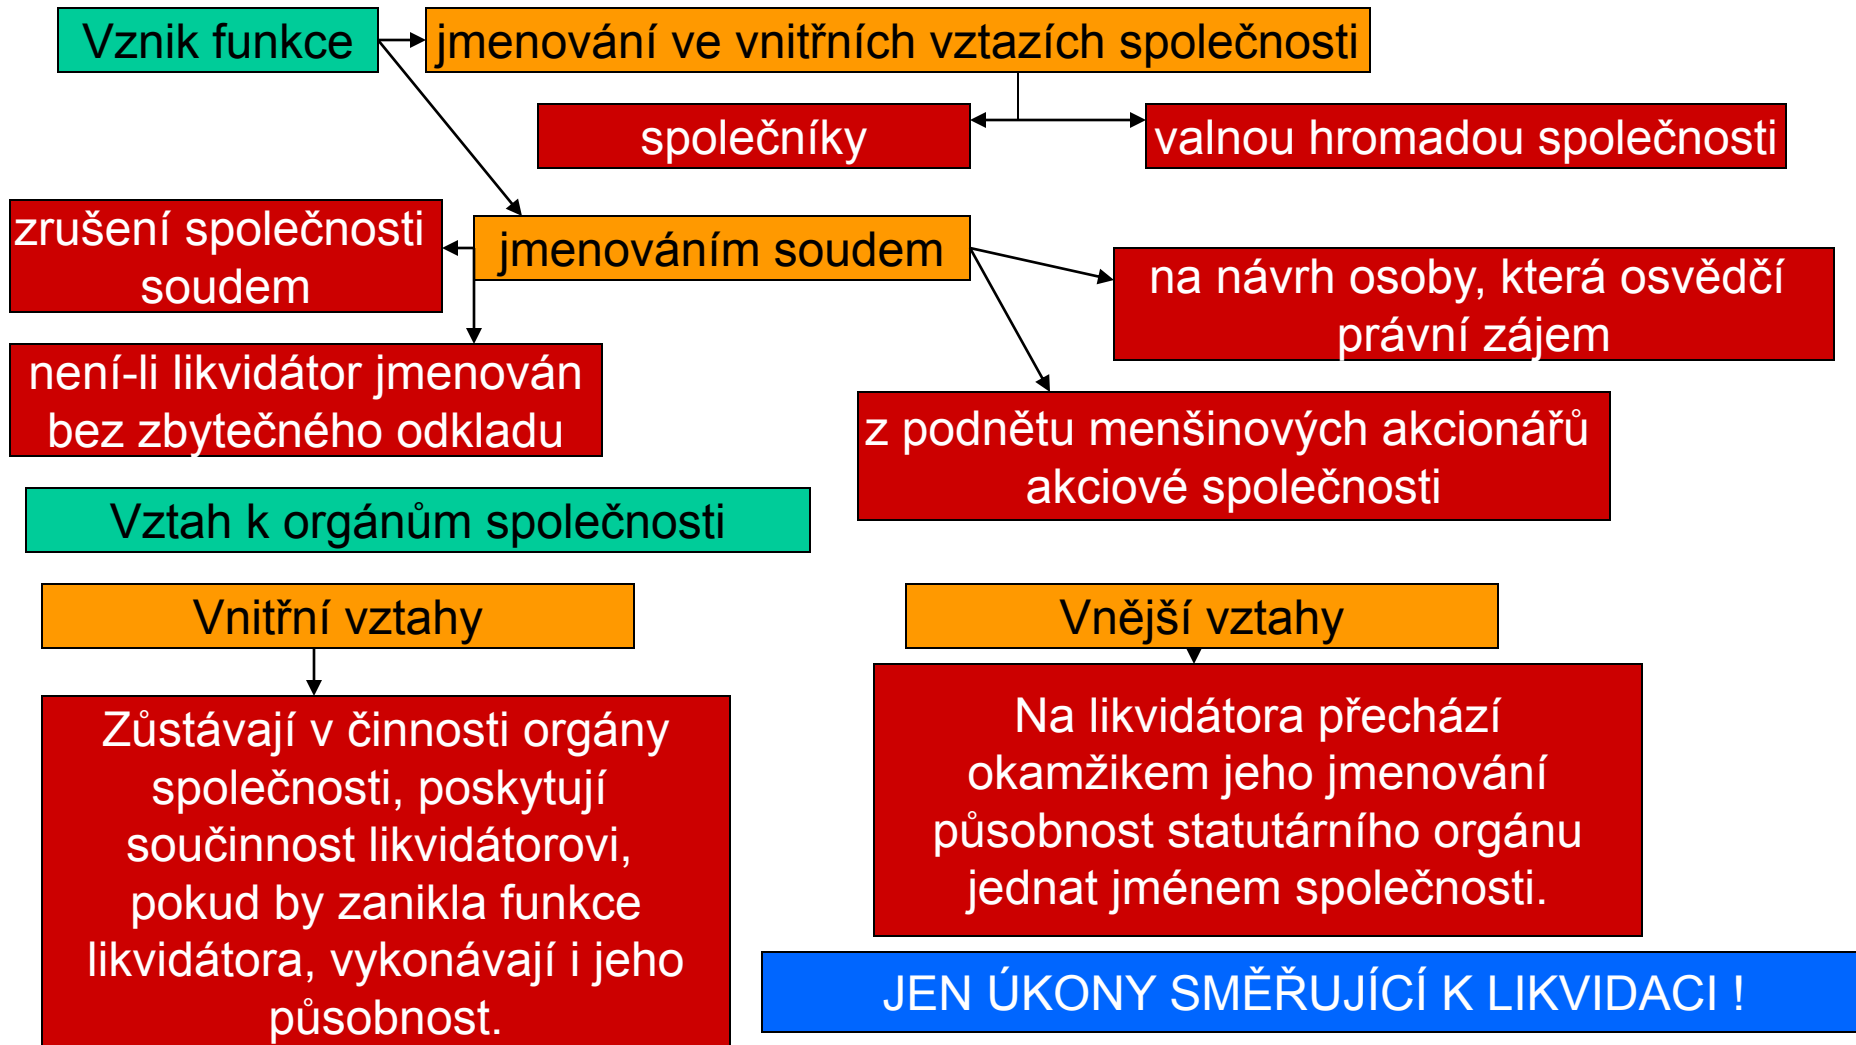 Vznik funkce
jmenování ve vnitřních vztazích společnosti
společníky
valnou hromadou společnosti
zrušení společnosti
soudem
jmenováním soudem
na návrh osoby, která osvědčí
právní zájem
není-li likvidátor jmenován
bez zbytečného odkladu
z podnětu menšinových akcionářů
akciové společnosti
Vztah k orgánům společnosti
Vnitřní vztahy
Vnější vztahy
Zůstávají v činnosti orgány
společnosti, poskytují
součinnost likvidátorovi,
pokud by zanikla funkce
likvidátora, vykonávají i jeho
působnost.
Na likvidátora přechází
okamžikem jeho jmenování
působnost statutárního orgánu
jednat jménem společnosti.
JEN ÚKONY SMĚŘUJÍCÍ K LIKVIDACI !